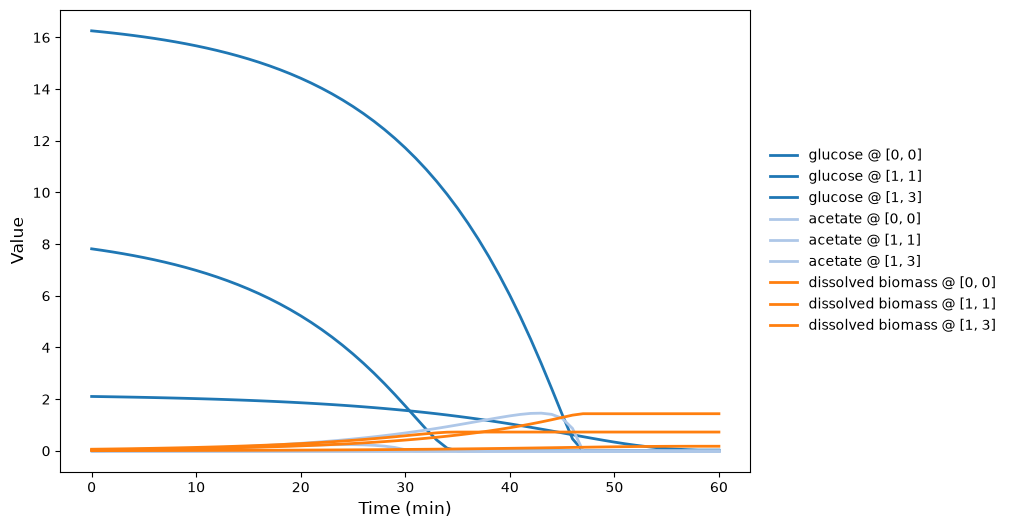 16
14
12
10
8
6
4
2
0
Value
0 10 20 30 40 50 60
Time (min)
glucose @ [0, 0]
glucose @ [1, 1]
glucose @ [1, 3]
acetate @ [0, 0]
acetate @ [1, 1]
acetate @ [1, 3]
dissolved biomass @ [0, 0]
dissolved biomass @ [1, 1]
dissolved biomass @ [1, 3]